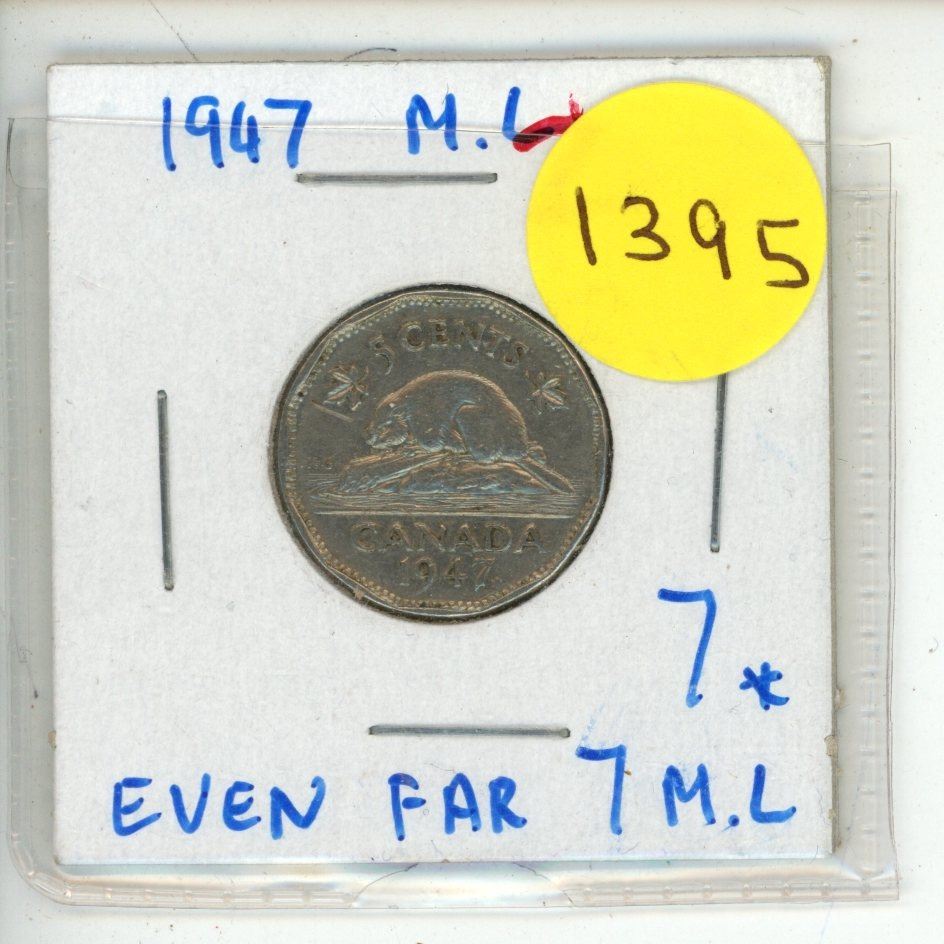 1947 M.L
1395
5 CENTS
CANADA
1947
7*
EVEN FAR 7 M.L